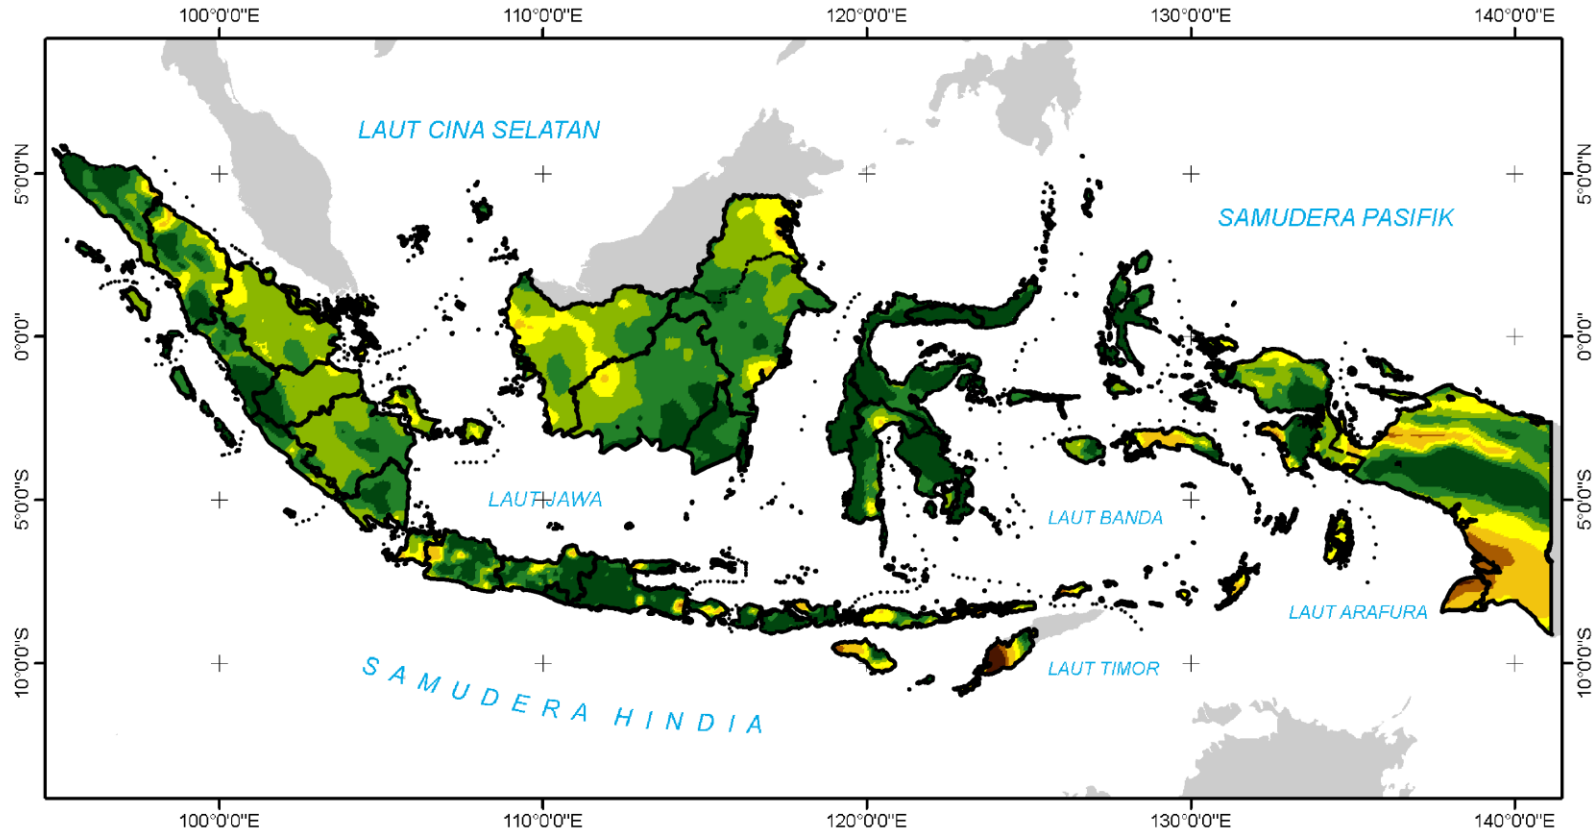 100°0'0"E 110°0'0"E 120°0'0"E 130°0'0"E 140°0'0"E
LAUT CINA SELATAN
5°0'0"N 5°0'0"N
SAMUDERA PASIFIK
0°0'0" 0°0'0"
5°0'0"S LAUT JAWA 5°0'0"S
LAUT BANDA
LAUT ARAFURA
10°0'0"S LAUT TIMOR 10°0'0"S
SAMUDERA HINDIA
100°0'0"E 110°0'0"E 120°0'0"E 130°0'0"E 140°0'0"E